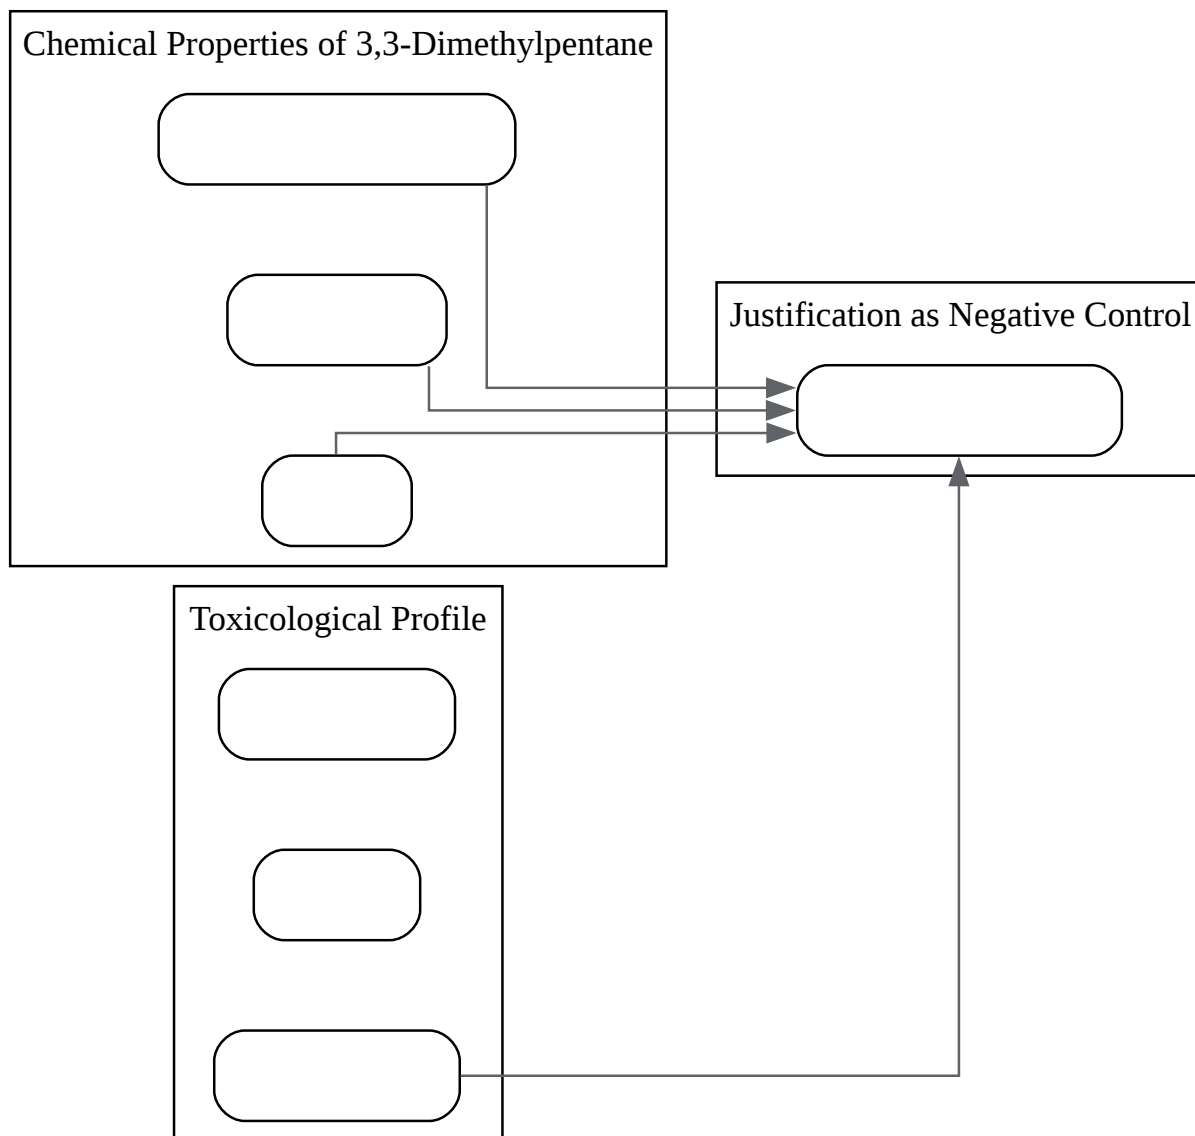 Chemical Properties of 3,3-Dimethylpentane
Justification as Negative Control
Toxicological Profile